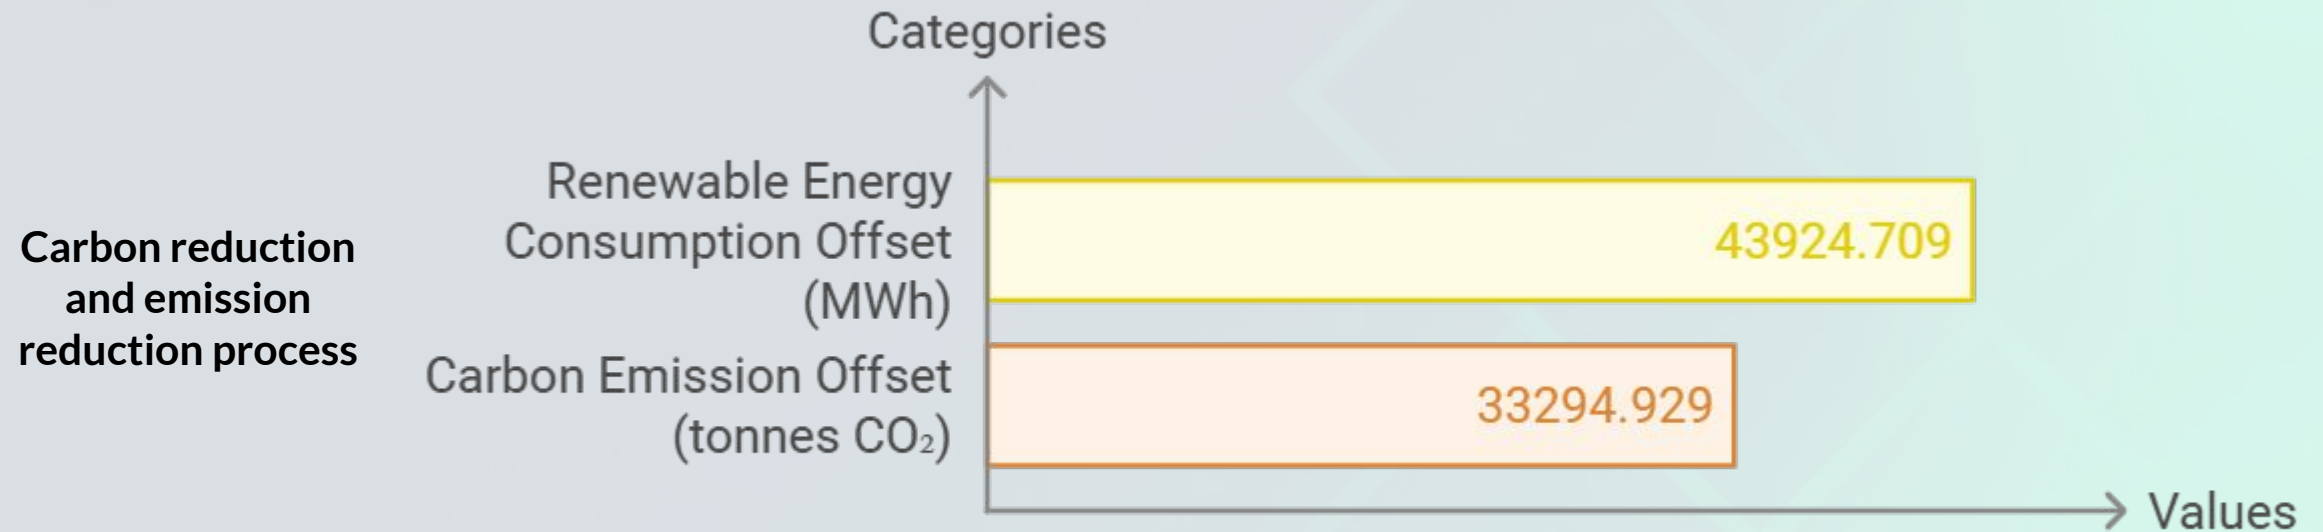 Categories
Carbon reduction
and emission
reduction process
Renewable Energy
Consumption Offset
(MWh)
43924.709
Carbon Emission Offset
(tonnes CO₂)
33294.929
Values